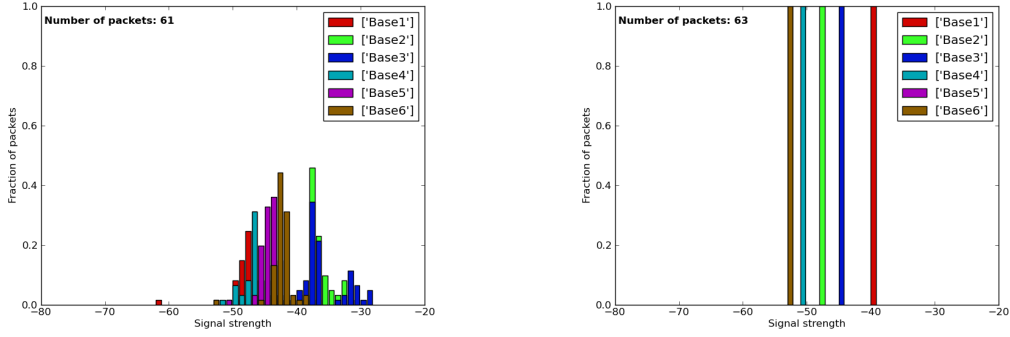 Number of packets: 61
['Base1']
['Base2']
['Base3']
['Base4']
['Base5']
['Base6']
Fraction of packets
1.0
0.8
0.6
0.4
0.2
0.0
−80
−70
−60
−50
−40
−30
−20
Signal strength
Number of packets: 63
['Base1']
['Base2']
['Base3']
['Base4']
['Base5']
['Base6']
Fraction of packets
1.0
0.8
0.6
0.4
0.2
0.0
−80
−70
−60
−50
−40
−30
−20
Signal strength